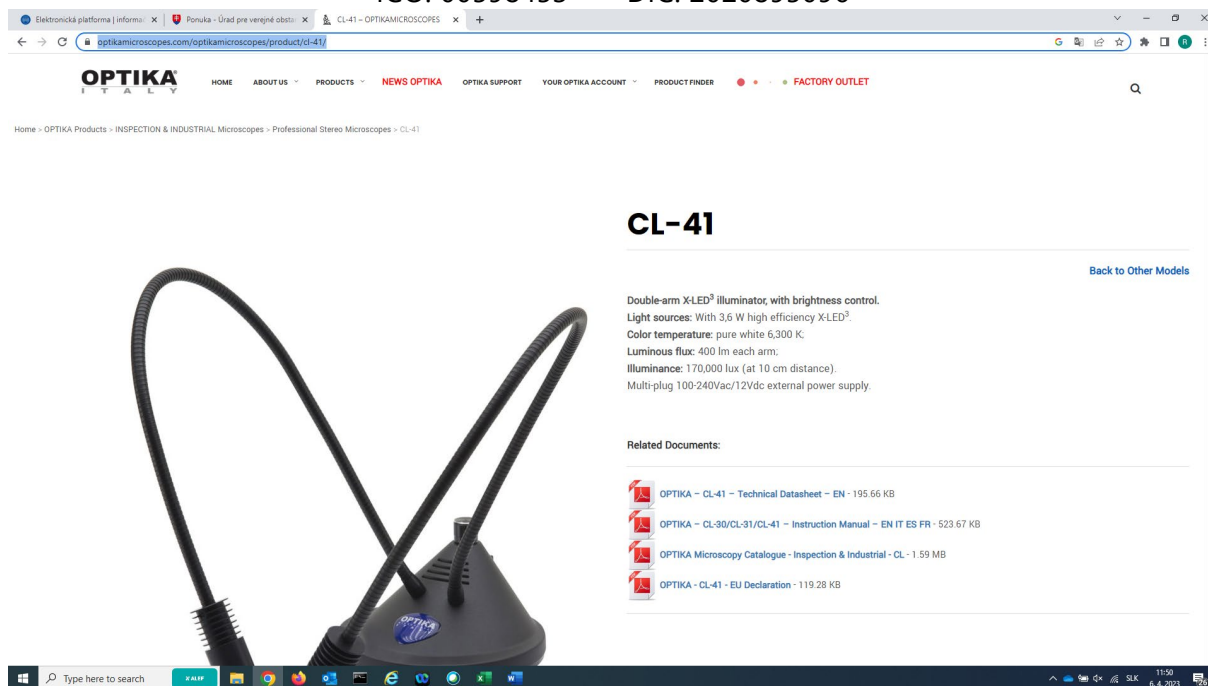 Elektronická platforma | informa
Ponuka - Úrad pre verejné obsta
CL-41 – OPTIKAMICROSCOPES
optikamicroscopes.com/optikamicroscopes/product/cl-41/
OPTIKA
ITALY
HOME ABOUT US PRODUCTS NEWS OPTIKA OPTIKA SUPPORT YOUR OPTIKA ACCOUNT PRODUCT FINDER FACTORY OUTLET
Home > OPTIKA Products > INSPECTION & INDUSTRIAL Microscopes > Professional Stereo Microscopes > CL-41
CL-41
Back to Other Models
Double-arm X-LED³ illuminator, with brightness control.
Light sources: With 3,6 W high efficiency X-LED³.
Color temperature: pure white 6,300 K;
Luminous flux: 400 lm each arm;
Illuminance: 170,000 lux (at 10 cm distance).
Multi-plug 100-240Vac/12Vdc external power supply.
Related Documents:
OPTIKA – CL-41 – Technical Datasheet – EN - 195.66 KB
OPTIKA – CL-30/CL-31/CL-41 – Instruction Manual – EN IT ES FR - 523.67 KB
OPTIKA Microscopy Catalogue - Inspection & Industrial - CL - 1.59 MB
OPTIKA - CL-41 - EU Declaration - 119.28 KB
OPTIKA
Type here to search
SLK
11:50
6. 4. 2023